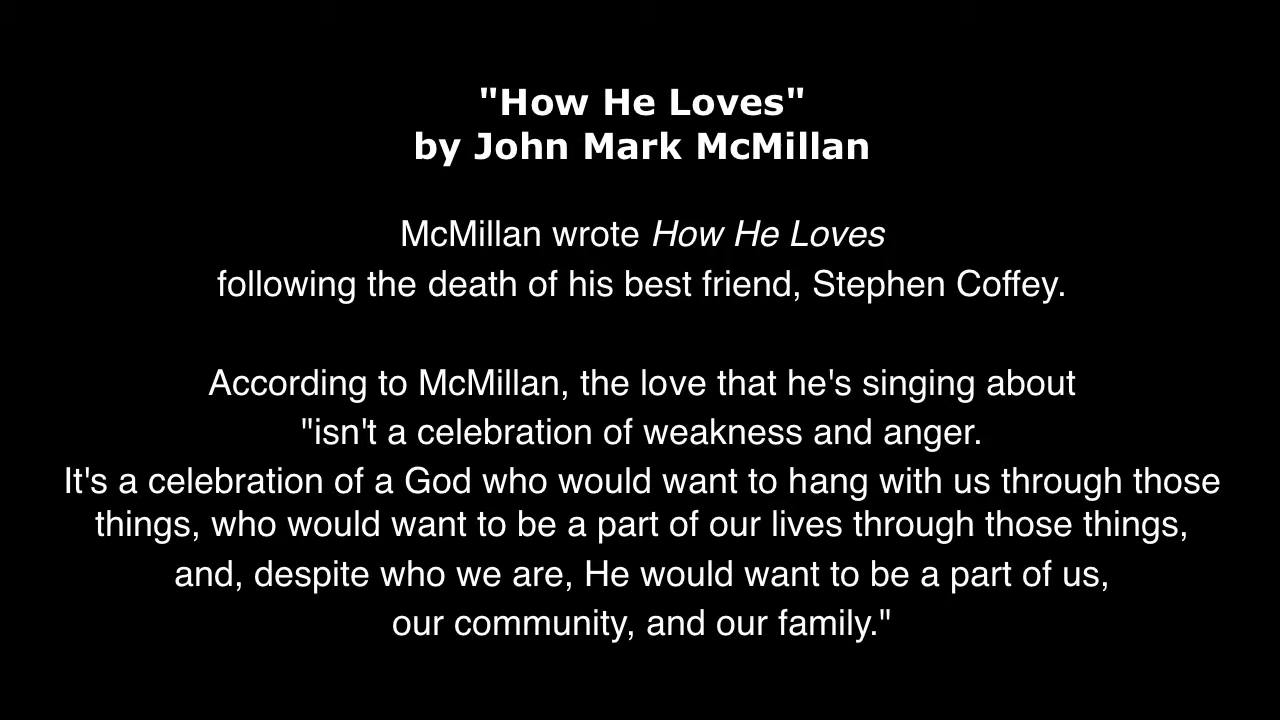 "How He Loves"
by John Mark McMillan
McMillan wrote How He Loves
following the death of his best friend, Stephen Coffey.
According to McMillan, the love that he's singing about
"isn't a celebration of weakness and anger.
It's a celebration of a God who would want to hang with us through those
things, who would want to be a part of our lives through those things,
and, despite who we are, He would want to be a part of us,
our community, and our family."